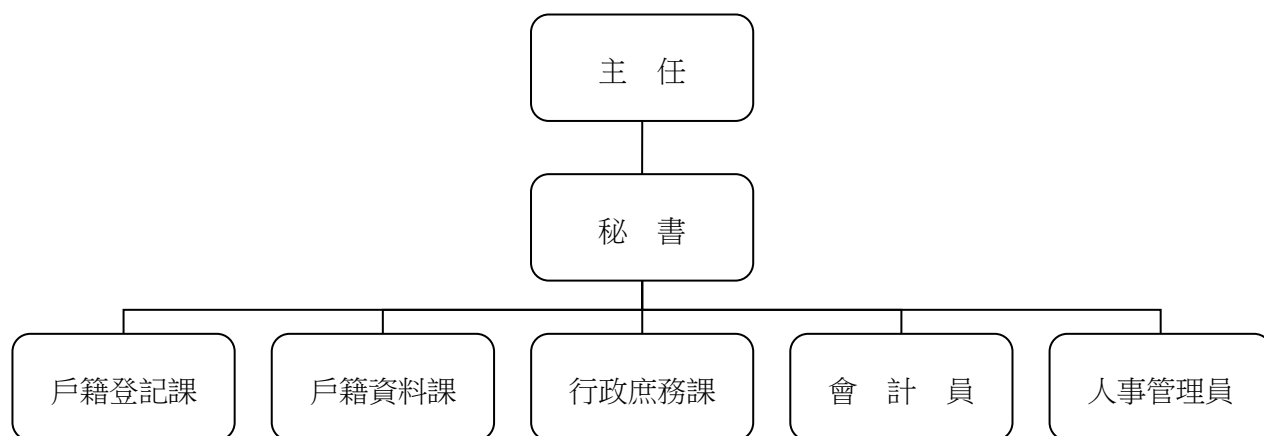 主　任
秘　書
戶籍登記課
戶籍資料課
行政庶務課
會　計　員
人事管理員